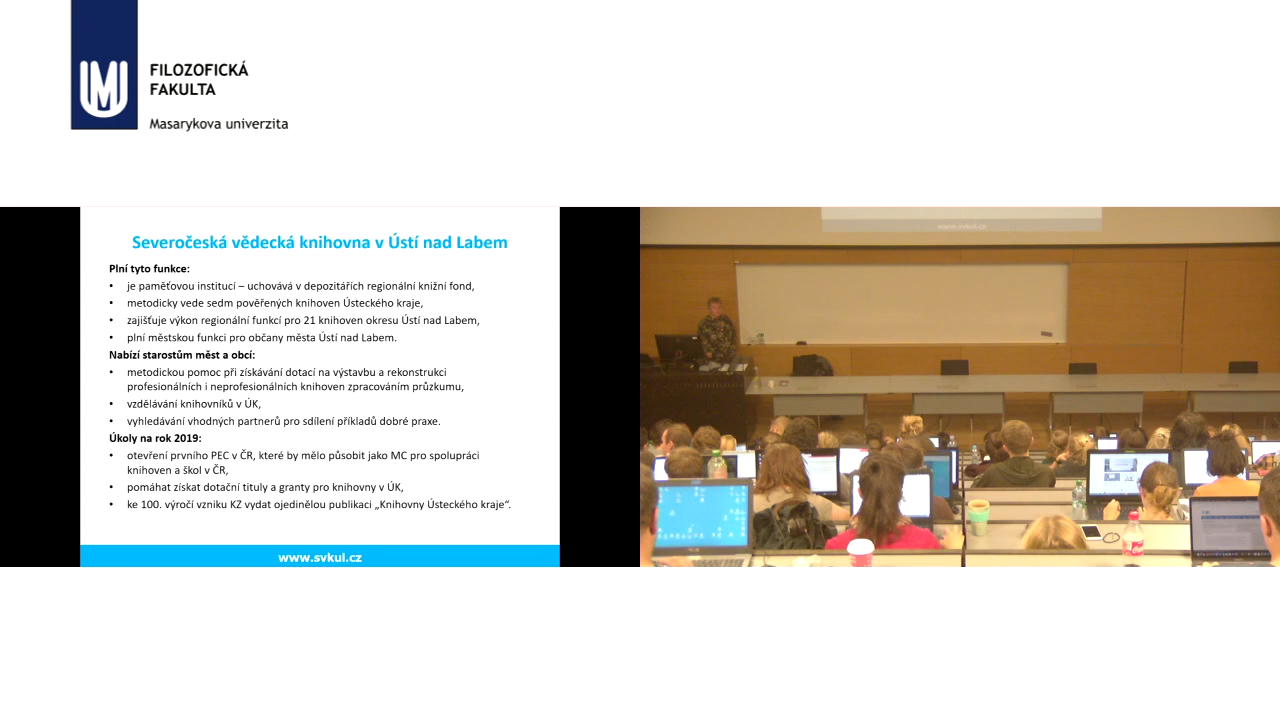 FILOZOFICKÁ
FAKULTA
Masarykova univerzita
Severočeská vědecká knihovna v Ústí nad Labem
Plní tyto funkce:
• je paměťovou institucí – uchovává v depozitářích regionální knižní fond,
• metodicky vede sedm pověřených knihoven Ústeckého kraje,
• zajišťuje výkon regionální funkcí pro 21 knihoven okresu Ústí nad Labem,
• plní městskou funkci pro občany města Ústí nad Labem.
Nabízí starostům měst a obcí:
• metodickou pomoc při získávání dotací na výstavbu a rekonstrukci
profesionálních i neprofesionálních knihoven zpracováním průzkumu,
• vzdělávání knihovníků v ÚK,
• vyhledávání vhodných partnerů pro sdílení příkladů dobré praxe.
Úkoly na rok 2019:
• otevření prvního PEC v ČR, které by mělo působit jako MC pro spolupráci
knihoven a škol v ČR,
• pomáhat získat dotační tituly a granty pro knihovny v ÚK,
• ke 100. výročí vzniku KZ vydat ojedinělou publikaci „Knihovny Ústeckého kraje“.
www.svkul.cz
www.svkul.cz